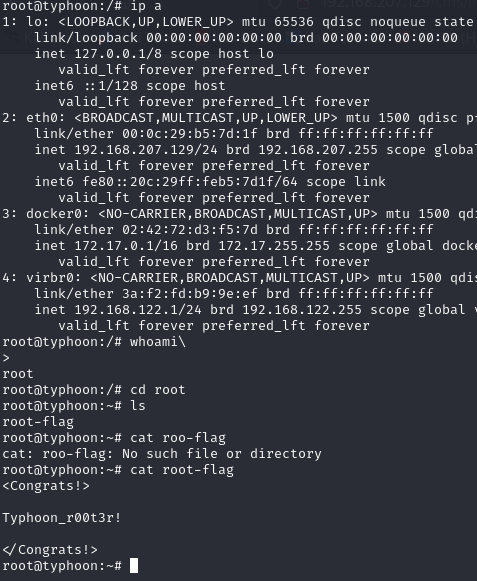 root@typhoon:/# ip a
1: lo: <LOOPBACK,UP,LOWER_UP> mtu 65536 qdisc noqueue state
    link/loopback 00:00:00:00:00:00 brd 00:00:00:00:00:00
    inet 127.0.0.1/8 scope host lo
       valid_lft forever preferred_lft forever
    inet6 ::1/128 scope host
       valid_lft forever preferred_lft forever
2: eth0: <BROADCAST,MULTICAST,UP,LOWER_UP> mtu 1500 qdisc
    link/ether 00:0c:29:b5:7d:1f brd ff:ff:ff:ff:ff:ff
    inet 192.168.207.129/24 brd 192.168.207.255 scope globa
       valid_lft forever preferred_lft forever
    inet6 fe80::20c:29ff:feb5:7d1f/64 scope link
       valid_lft forever preferred_lft forever
3: docker0: <NO-CARRIER,BROADCAST,MULTICAST,UP> mtu 1500 qd
    link/ether 02:42:72:d3:f5:7d brd ff:ff:ff:ff:ff:ff
    inet 172.17.0.1/16 brd 172.17.255.255 scope global docke
       valid_lft forever preferred_lft forever
4: virbr0: <NO-CARRIER,BROADCAST,MULTICAST,UP> mtu 1500 qdis
    link/ether 3a:f2:fd:b9:9e:ef brd ff:ff:ff:ff:ff:ff
    inet 192.168.122.1/24 brd 192.168.122.255 scope global v
       valid_lft forever preferred_lft forever
root@typhoon:/# whoami\
>
root
root@typhoon:/# cd root
root@typhoon:~# ls
root-flag
root@typhoon:~# cat roo-flag
cat: roo-flag: No such file or directory
root@typhoon:~# cat root-flag
<Congrats!>
Typhoon_r00t3r!
</Congrats!>
root@typhoon:~#